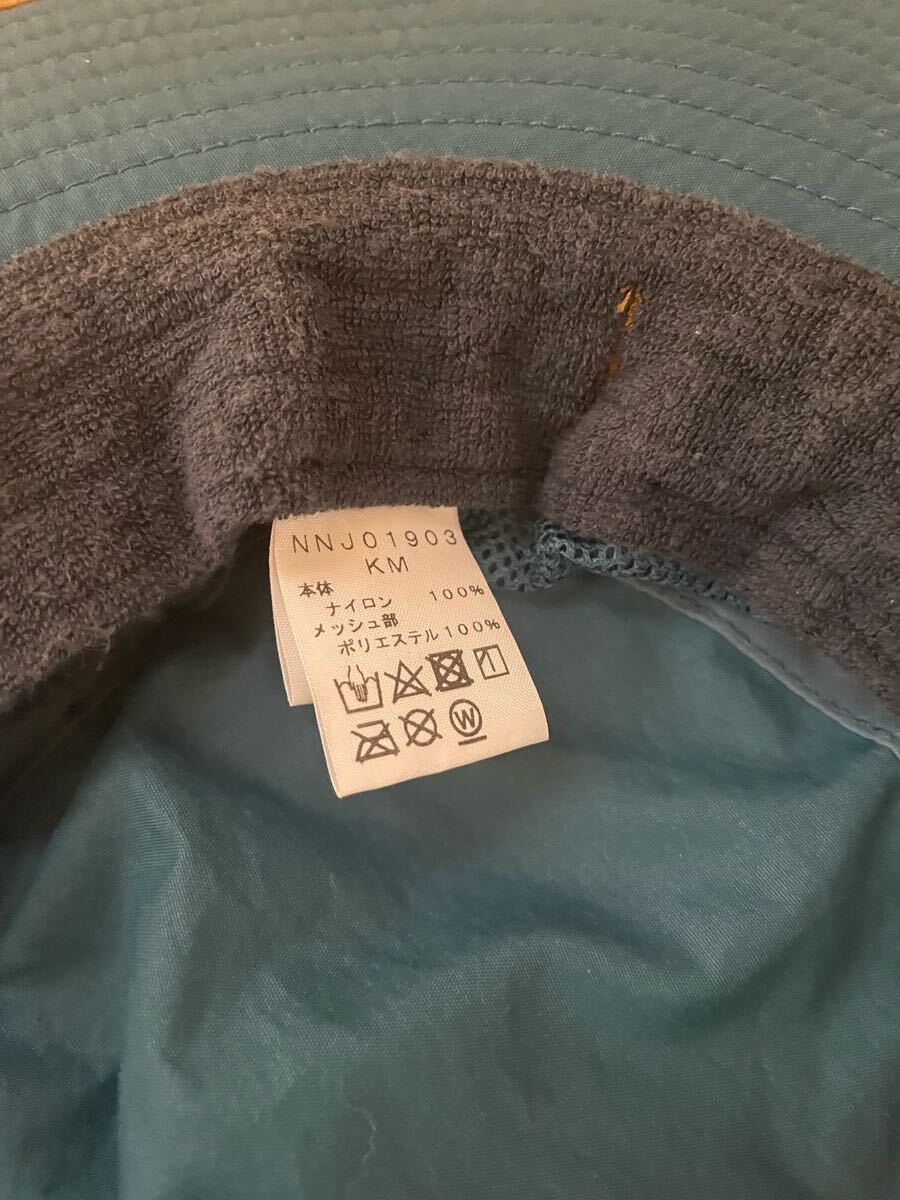 NNJ01903
KM
本体
ナイロン 100%
メッシュ部
ポリエステル100%
W